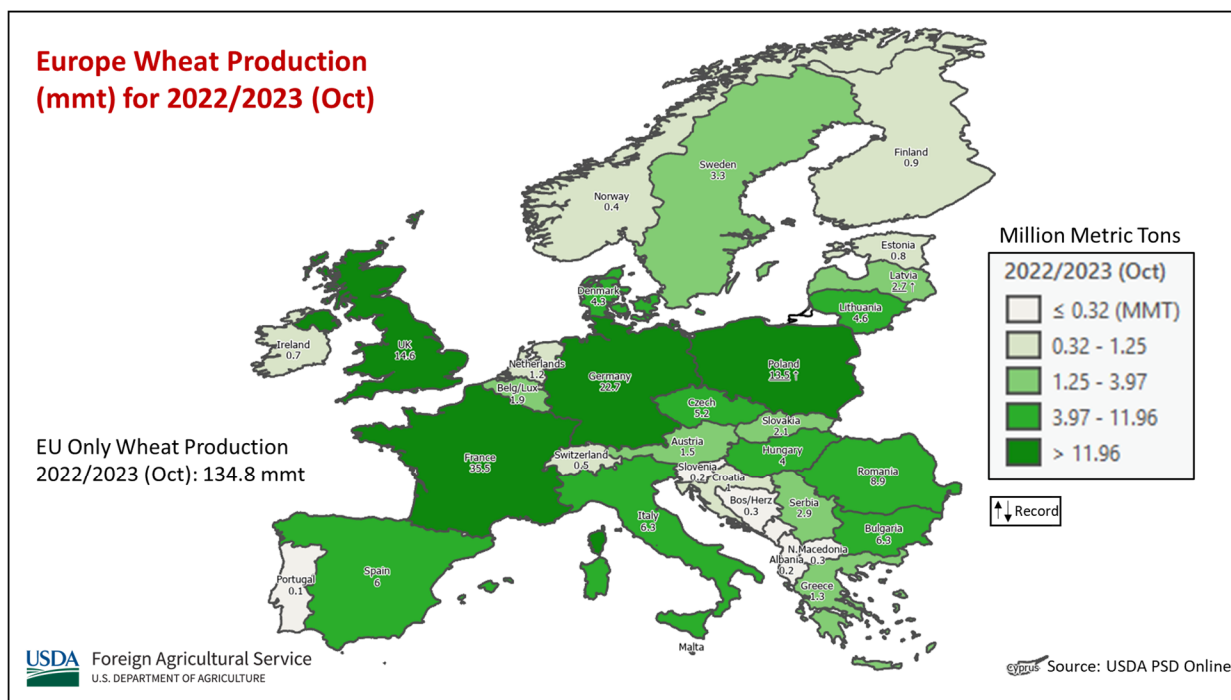 Europe Wheat Production
(mmt) for 2022/2023 (Oct)
Finland
0.9
Sweden
3.3
Norway
0.4
Estonia
0.8
Latvia
2.7 ↑
Lithuania
4.6
Denmark
4.3
Ireland
0.7
UK
14.6
Netherlands
1.2
Belg/Lux
1.9
Germany
22.7
Poland
13.5 ↑
Czech
5.2
Slovakia
2.1
Austria
1.5
Hungary
4
France
35.5
Switzerland
0.5
Slovenia
0.2
Croatia
1
Bos/Herz
0.3
Serbia
2.9
Romania
8.9
Bulgaria
6.3
Italy
6.3
N.Macedonia
0.3
Albania
0.2
Greece
1.3
Portugal
0.1
Spain
6
Malta
Cyprus
Million Metric Tons
2022/2023 (Oct)
≤ 0.32 (MMT)
0.32 - 1.25
1.25 - 3.97
3.97 - 11.96
> 11.96
↑↓ Record
EU Only Wheat Production
2022/2023 (Oct): 134.8 mmt
USDA
Foreign Agricultural Service
U.S. DEPARTMENT OF AGRICULTURE
Source: USDA PSD Online